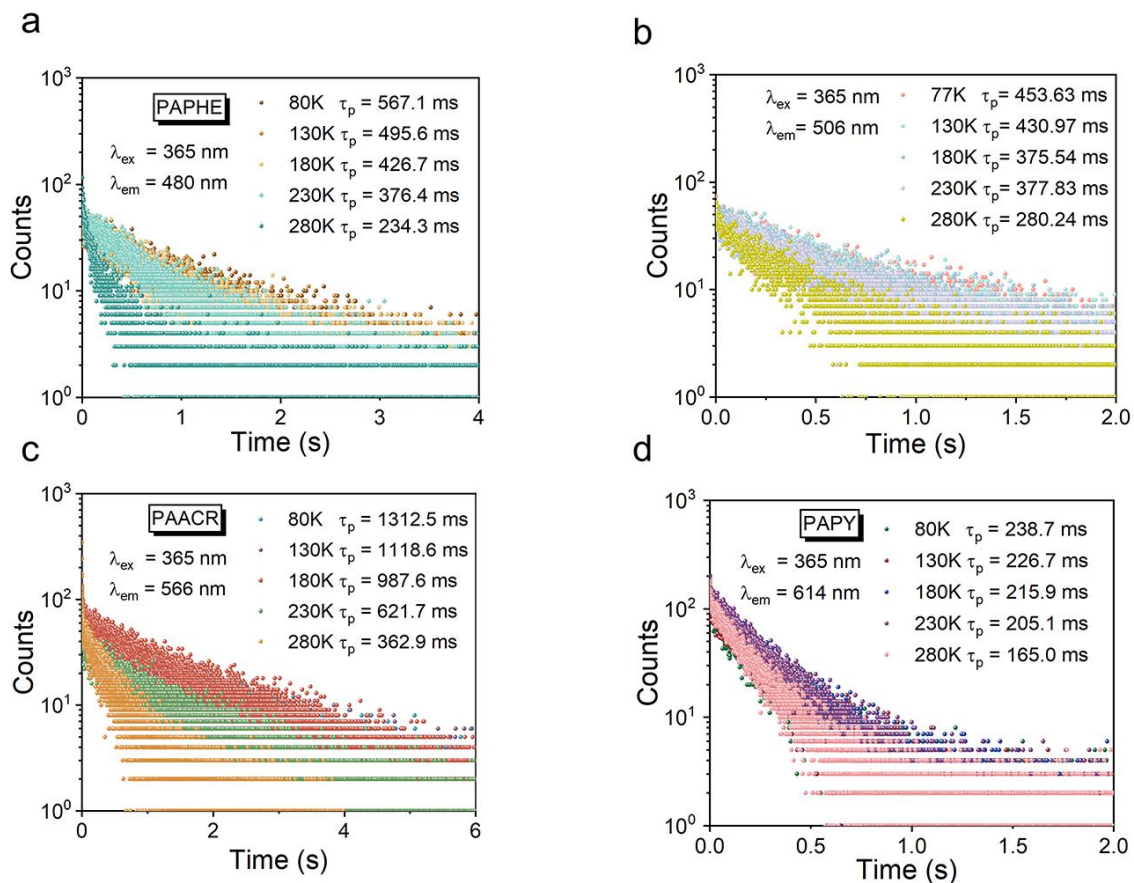 a
10³
10²
10¹
10⁰
Counts
PAPHE
λex = 365 nm
λem = 480 nm
80K τp = 567.1 ms
130K τp = 495.6 ms
180K τp = 426.7 ms
230K τp = 376.4 ms
280K τp = 234.3 ms
0 1 2 3 4
Time (s)
b
10³
10²
10¹
10⁰
Counts
λex = 365 nm
λem = 506 nm
77K τp= 453.63 ms
130K τp= 430.97 ms
180K τp= 375.54 ms
230K τp= 377.83 ms
280K τp= 280.24 ms
0.0 0.5 1.0 1.5 2.0
Time (s)
c
10³
10²
10¹
10⁰
Counts
PAACR
λex = 365 nm
λem = 566 nm
80K τp = 1312.5 ms
130K τp = 1118.6 ms
180K τp = 987.6 ms
230K τp = 621.7 ms
280K τp = 362.9 ms
0 2 4 6
Time (s)
d
10³
10²
10¹
10⁰
Counts
PAPY
λex = 365 nm
λem = 614 nm
80K τp = 238.7 ms
130K τp = 226.7 ms
180K τp = 215.9 ms
230K τp = 205.1 ms
280K τp = 165.0 ms
0.0 0.5 1.0 1.5 2.0
Time (s)